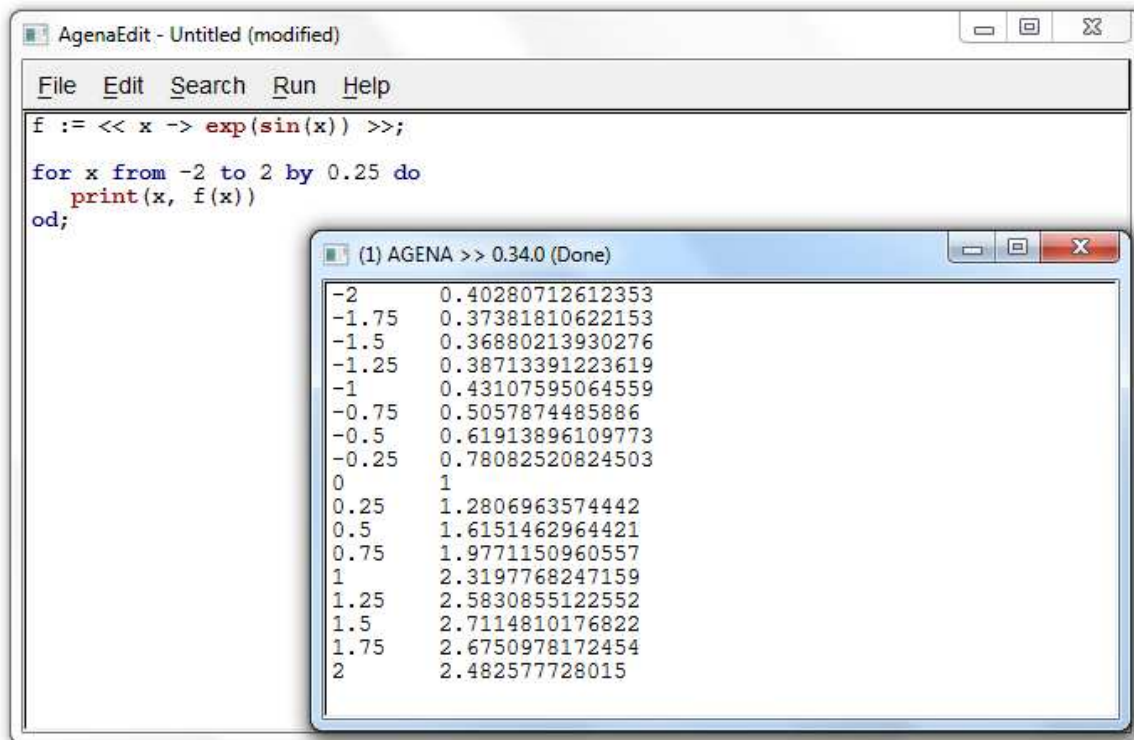 AgenaEdit - Untitled (modified)
File Edit Search Run Help
f := << x -> exp(sin(x)) >>;
for x from -2 to 2 by 0.25 do
print(x, f(x))
od;
(1) AGENA >> 0.34.0 (Done)
-2 0.40280712612353
-1.75 0.37381810622153
-1.5 0.36880213930276
-1.25 0.38713391223619
-1 0.43107595064559
-0.75 0.5057874485886
-0.5 0.61913896109773
-0.25 0.78082520824503
0 1
0.25 1.2806963574442
0.5 1.6151462964421
0.75 1.9771150960557
1 2.3197768247159
1.25 2.5830855122552
1.5 2.7114810176822
1.75 2.6750978172454
2 2.482577728015